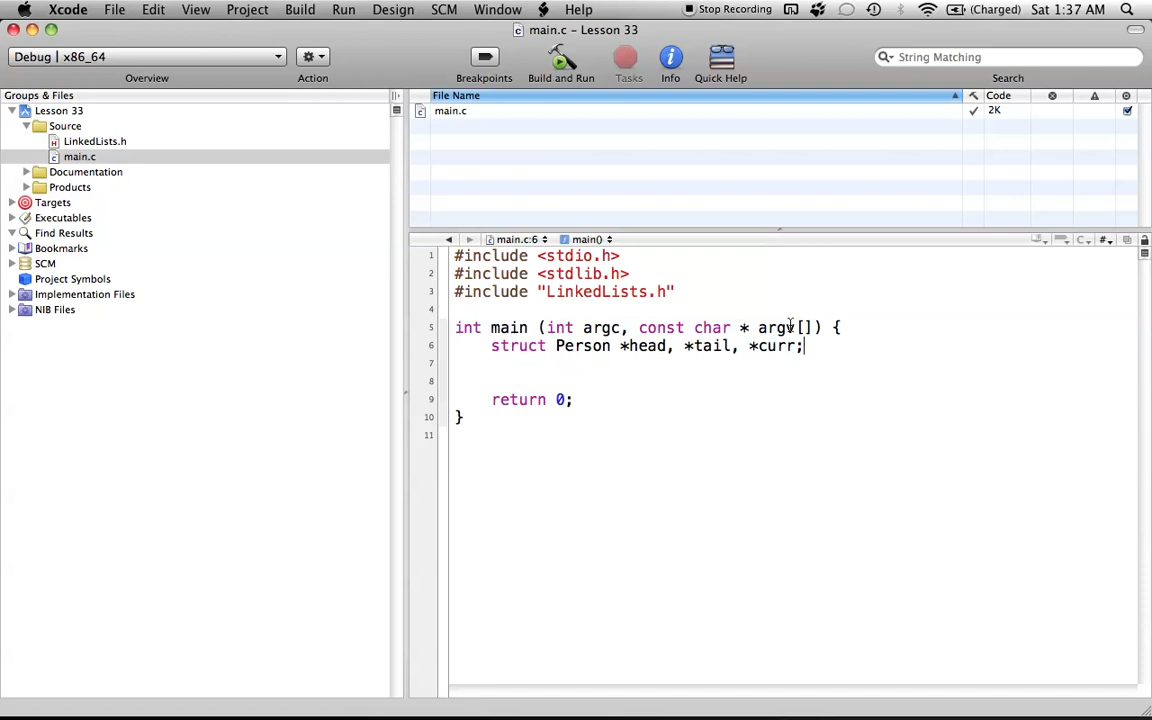 Xcode File Edit View Project Build Run Design SCM Window Help Stop Recording (Charged) Sat 1:37 AM
main.c – Lesson 33
Debug | x86_64
String Matching
Overview Action Breakpoints Build and Run Tasks Info Quick Help Search
Groups & Files
File Name Code
Lesson 33
main.c 2K
Source
LinkedLists.h
main.c
Documentation
Products
Targets
Executables
Find Results
Bookmarks
SCM
Project Symbols
Implementation Files
NIB Files
main.c:6 main() C, #,
1 #include <stdio.h>
2 #include <stdlib.h>
3 #include "LinkedLists.h"
4
5 int main (int argc, const char * argv[]) {
6 struct Person *head, *tail, *curr;
7
8
9 return 0;
10 }
11